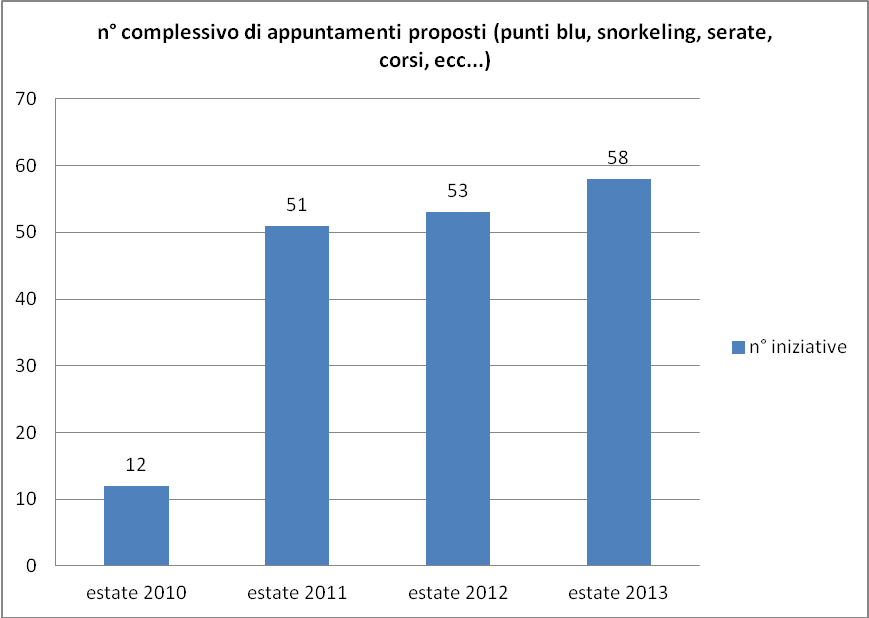 n° complessivo di appuntamenti proposti (punti blu, snorkeling, serate,
corsi, ecc...)
70
60
50
40
30
20
10
0
12
51
53
58
estate 2010
estate 2011
estate 2012
estate 2013
n° iniziative